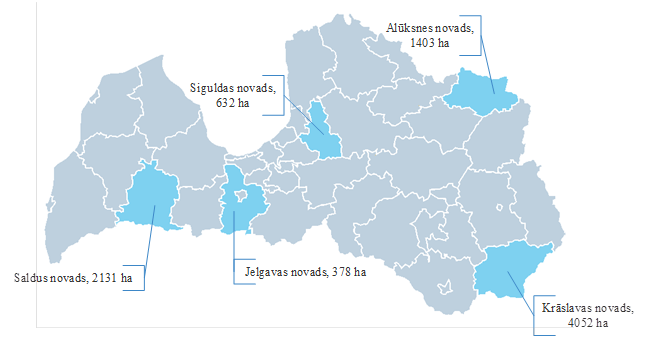 Alūksnes novads,
1403 ha
Siguldas novads,
632 ha
Saldus novads, 2131 ha
Jelgavas novads, 378 ha
Krāslavas novads,
4052 ha